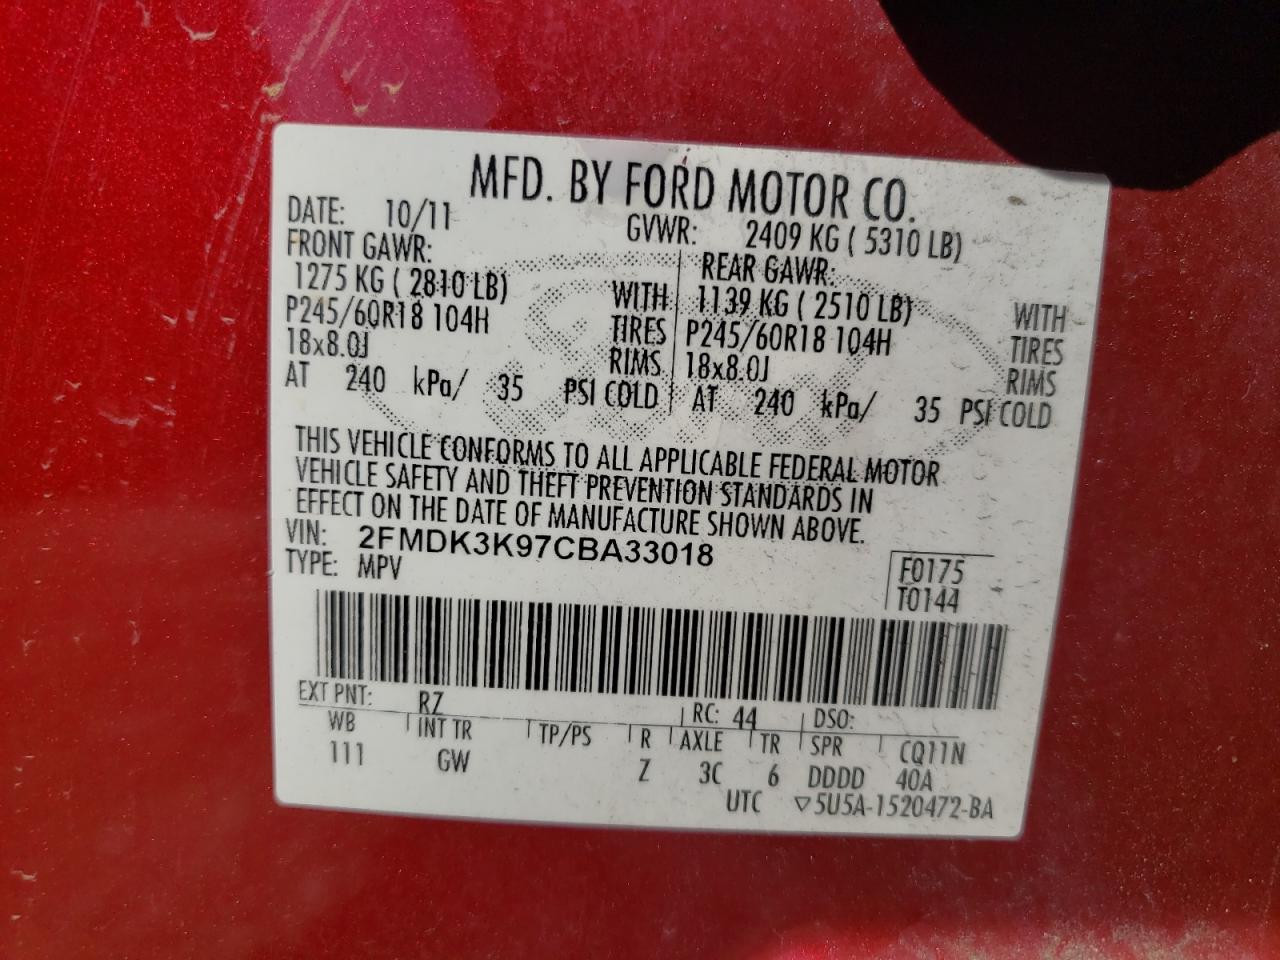 MFD. BY FORD MOTOR CO.
DATE: 10/11 GVWR: 2409 KG ( 5310 LB)
FRONT GAWR: REAR GAWR:
1275 KG ( 2810 LB) WITH 1139 KG ( 2510 LB) WITH
P245/60R18 104H TIRES P245/60R18 104H TIRES
18x8.0J RIMS 18x8.0J RIMS
AT 240 kPa/ 35 PSI COLD AT 240 kPa/ 35 PSI COLD
THIS VEHICLE CONFORMS TO ALL APPLICABLE FEDERAL MOTOR
VEHICLE SAFETY AND THEFT PREVENTION STANDARDS IN
EFFECT ON THE DATE OF MANUFACTURE SHOWN ABOVE.
VIN: 2FMDK3K97CBA33018
TYPE: MPV F0175
T0144
EXT PNT: RZ RC: 44 DSO:
WB INT TR TP/PS R AXLE TR SPR CQ11N
111 GW Z 3C 6 DDDD 40A
UTC ▽5U5A-1520472-BA